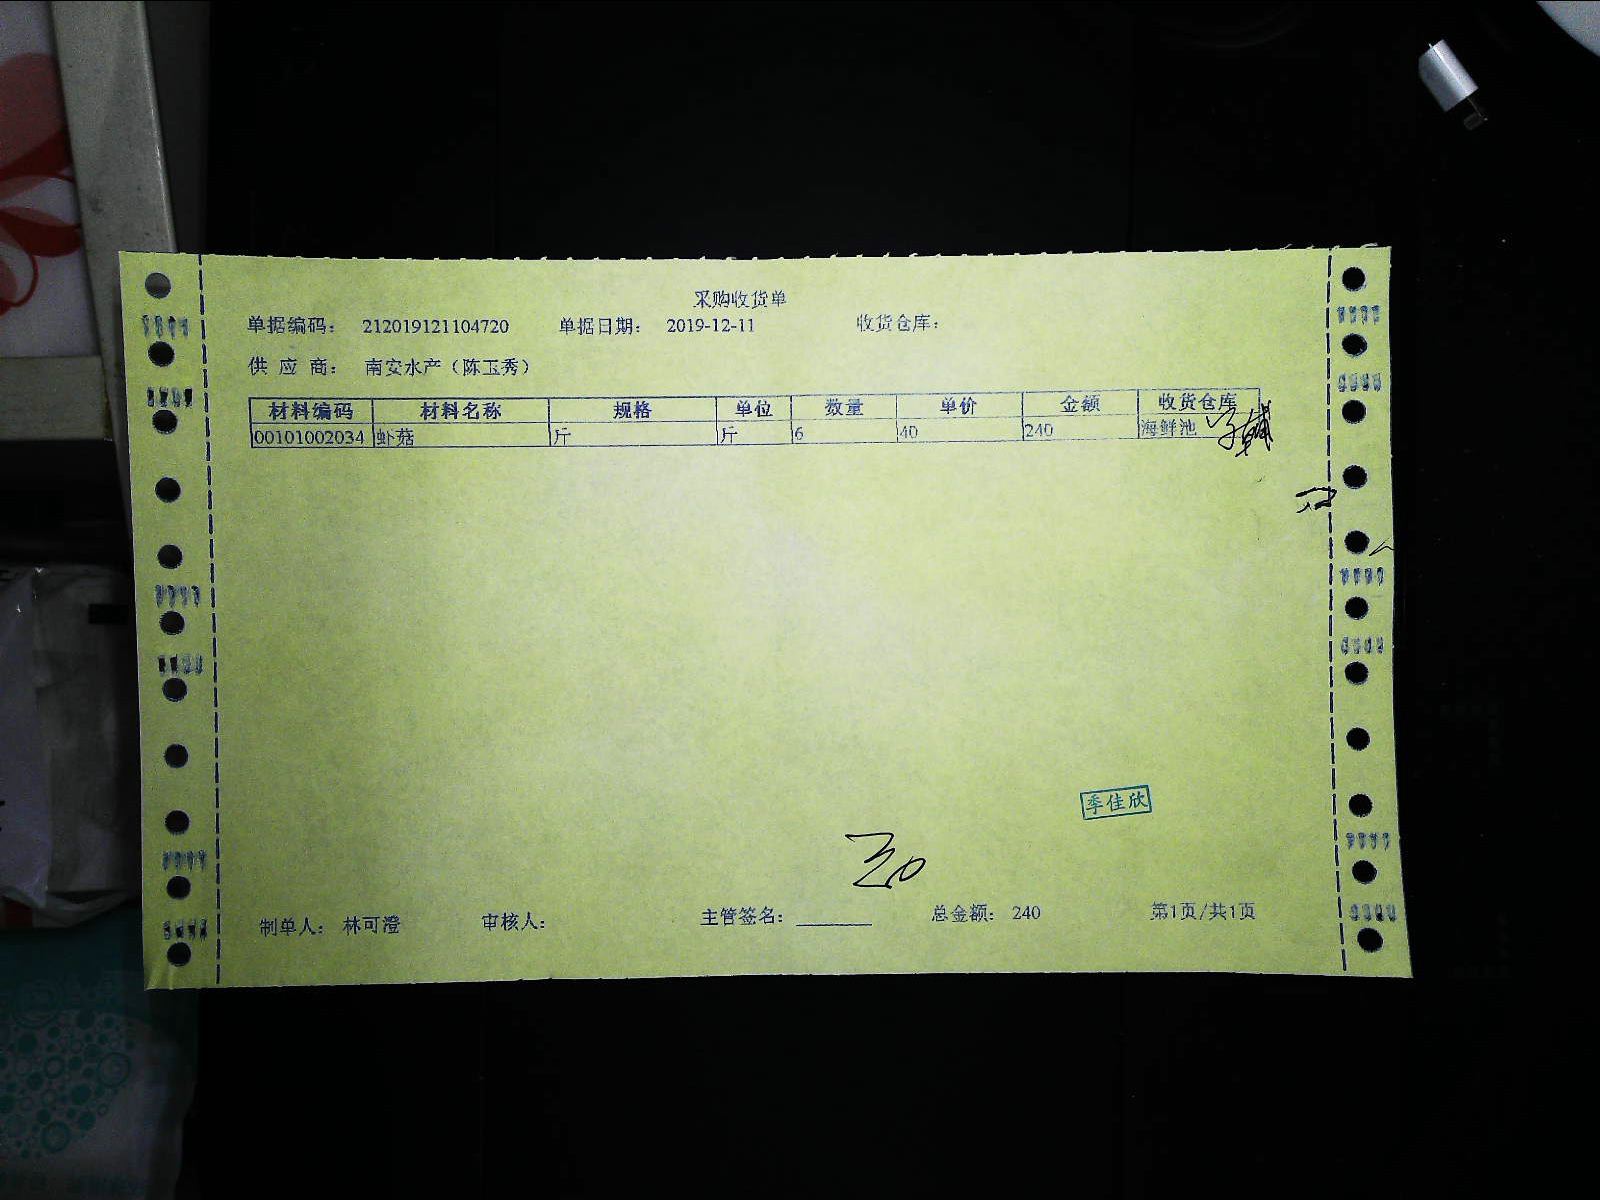 采购收货单
单据编码： 212019121104720 单据日期： 2019-12-11 收货仓库：
供 应 商： 南安水产（陈玉秀）
材料编码 材料名称 规格 单位 数量 单价 金额 收货仓库
00101002034 虾菇 斤 斤 6 40 240 海鲜池
季佳欣
制单人： 林可澄 审核人： 主管签名： 总金额： 240 第1页/共1页